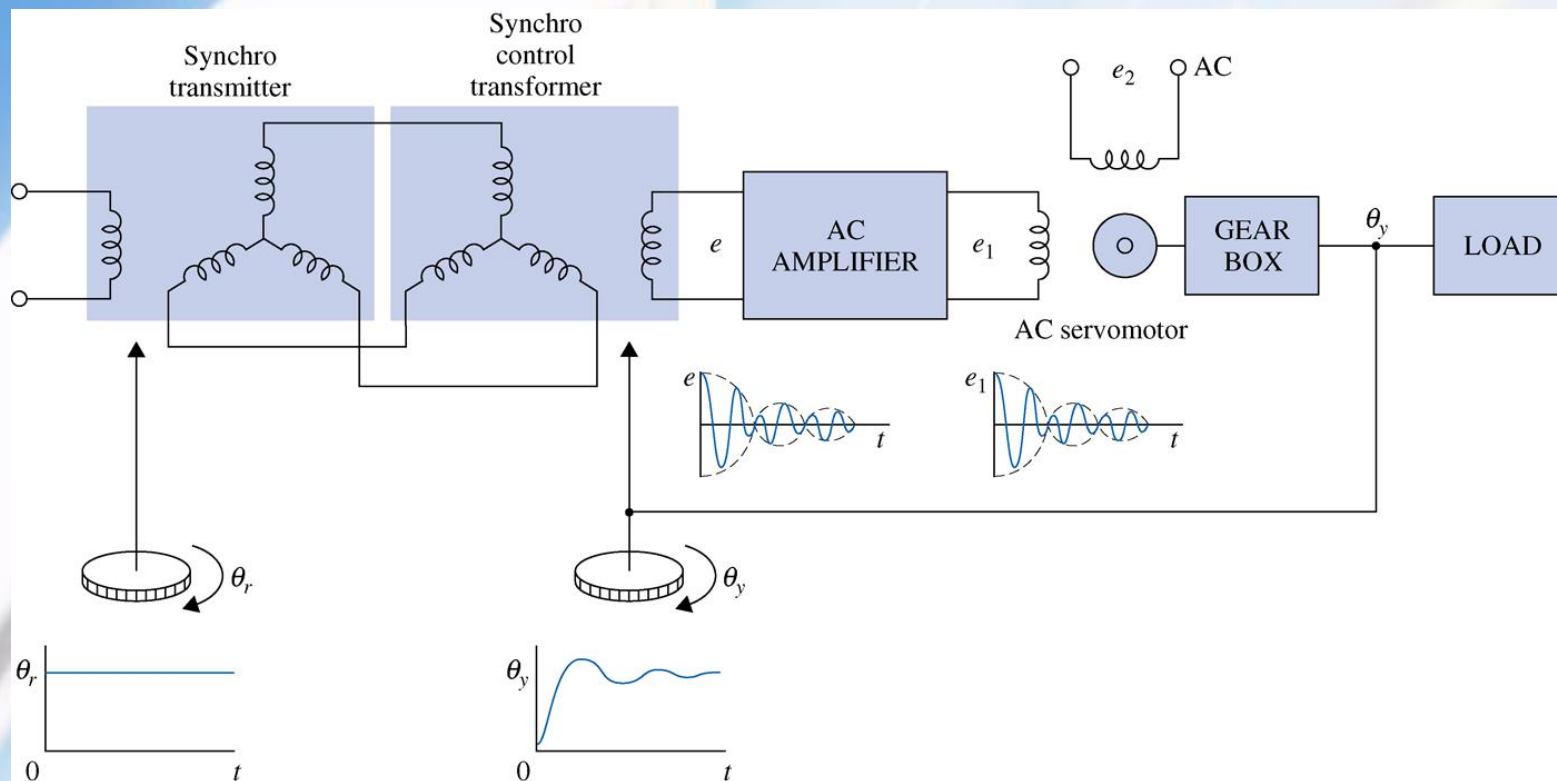 Synchro
transmitter
Synchro
control
transformer
e₂
AC
e
AC
AMPLIFIER
e₁
GEAR
BOX
θy
LOAD
AC servomotor
e
t
e₁
t
θr
θy
θr
0
t
θy
0
t